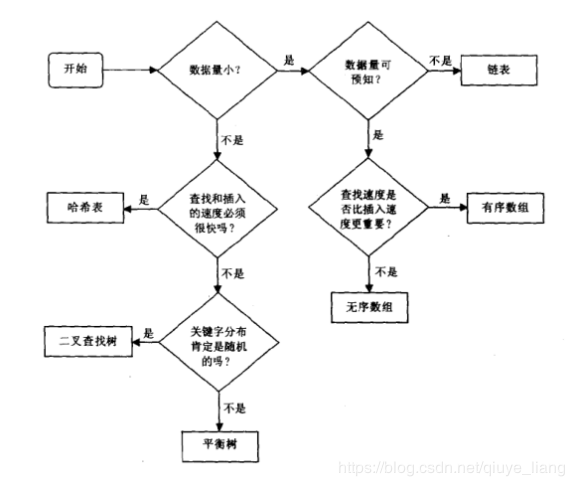 开始
数据量小?
是
数据量可
预知?
不是
链表
不是
是
哈希表
是
查找和插入
的速度必须
很快吗?
查找速度是
否比插入速
度更重要?
是
有序数组
不是
不是
无序数组
二叉查找树
是
关键字分布
肯定是随机
的吗?
不是
平衡树
https://blog.csdn.net/qiuye_liang